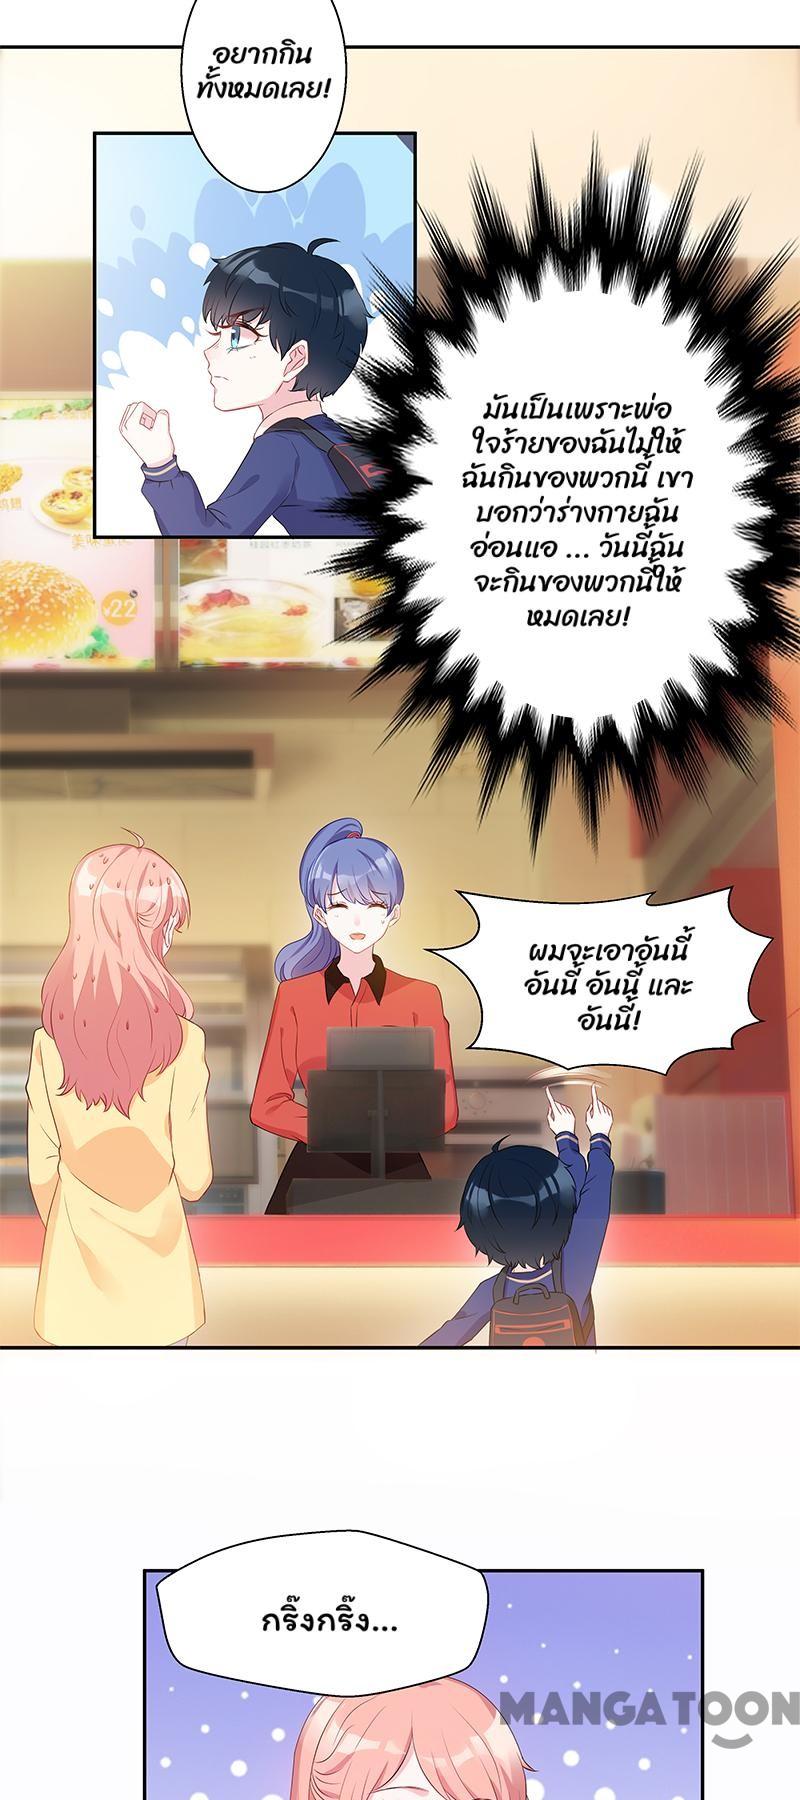 อยากกิน
ทั้งหมดเลย!
มันเป็นเพราะพ่อ
ใจร้ายของฉันไม่ให้
ฉันกินของพวกนี้ เขา
บอกว่าร่างกายฉัน
อ่อนแอ ... วันนี้ฉัน
จะกินของพวกนี้ให้
หมดเลย!
¥22
ผมจะเอาอันนี้
อันนี้ อันนี้ และ
อันนี้!
กริ๊งกริ๊ง...
MANGATOON